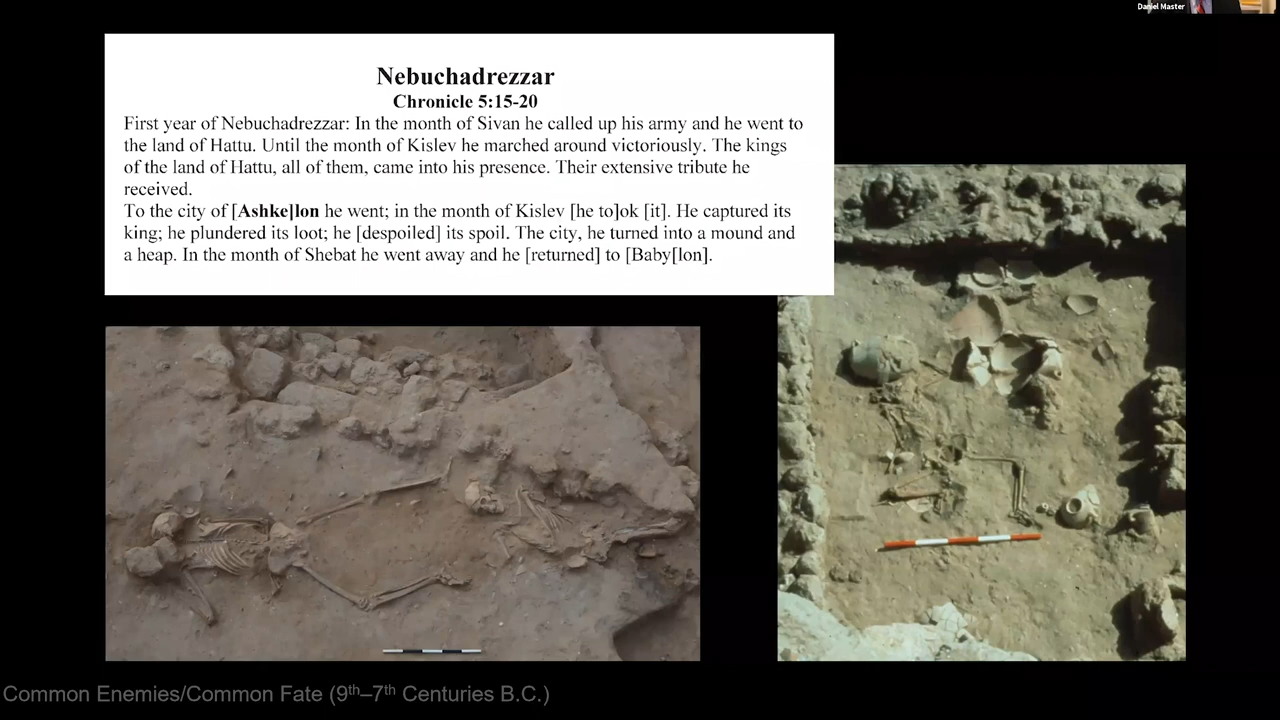 Daniel Master
Nebuchadrezzar
Chronicle 5:15-20
First year of Nebuchadrezzar: In the month of Sivan he called up his army and he went to
the land of Hattu. Until the month of Kislev he marched around victoriously. The kings
of the land of Hattu, all of them, came into his presence. Their extensive tribute he
received.
To the city of [Ashke]lon he went; in the month of Kislev [he to]ok [it]. He captured its
king; he plundered its loot; he [despoiled] its spoil. The city, he turned into a mound and
a heap. In the month of Shebat he went away and he [returned] to [Baby[lon].
Common Enemies/Common Fate (9th–7th Centuries B.C.)